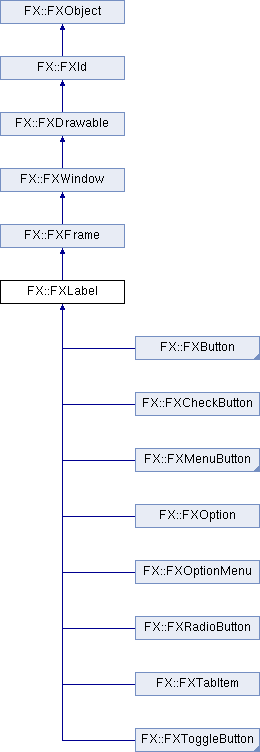 FX::FXObject
FX::FXId
FX::FXDrawable
FX::FXWindow
FX::FXFrame
FX::FXLabel
FX::FXButton
FX::FXCheckButton
FX::FXMenuButton
FX::FXOption
FX::FXOptionMenu
FX::FXRadioButton
FX::FXTabItem
FX::FXToggleButton